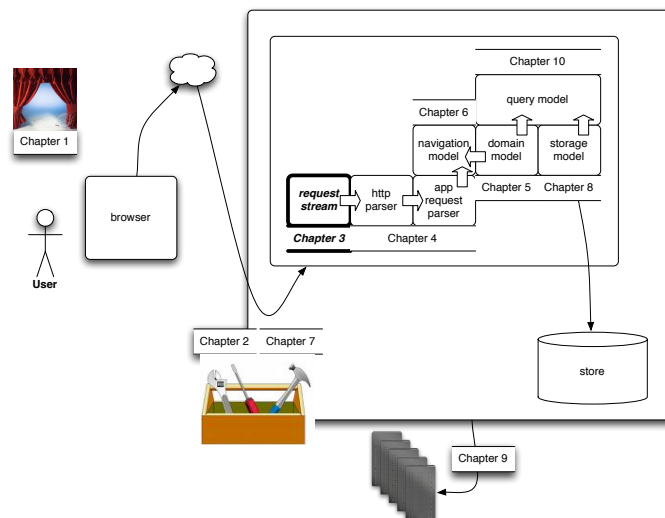 Chapter 10
query model
Chapter 6
navigation
model
domain
model
storage
model
Chapter 1
request
stream
http
parser
app
request
parser
Chapter 5
Chapter 8
browser
Chapter 3
Chapter 4
User
Chapter 2
Chapter 7
store
Chapter 9